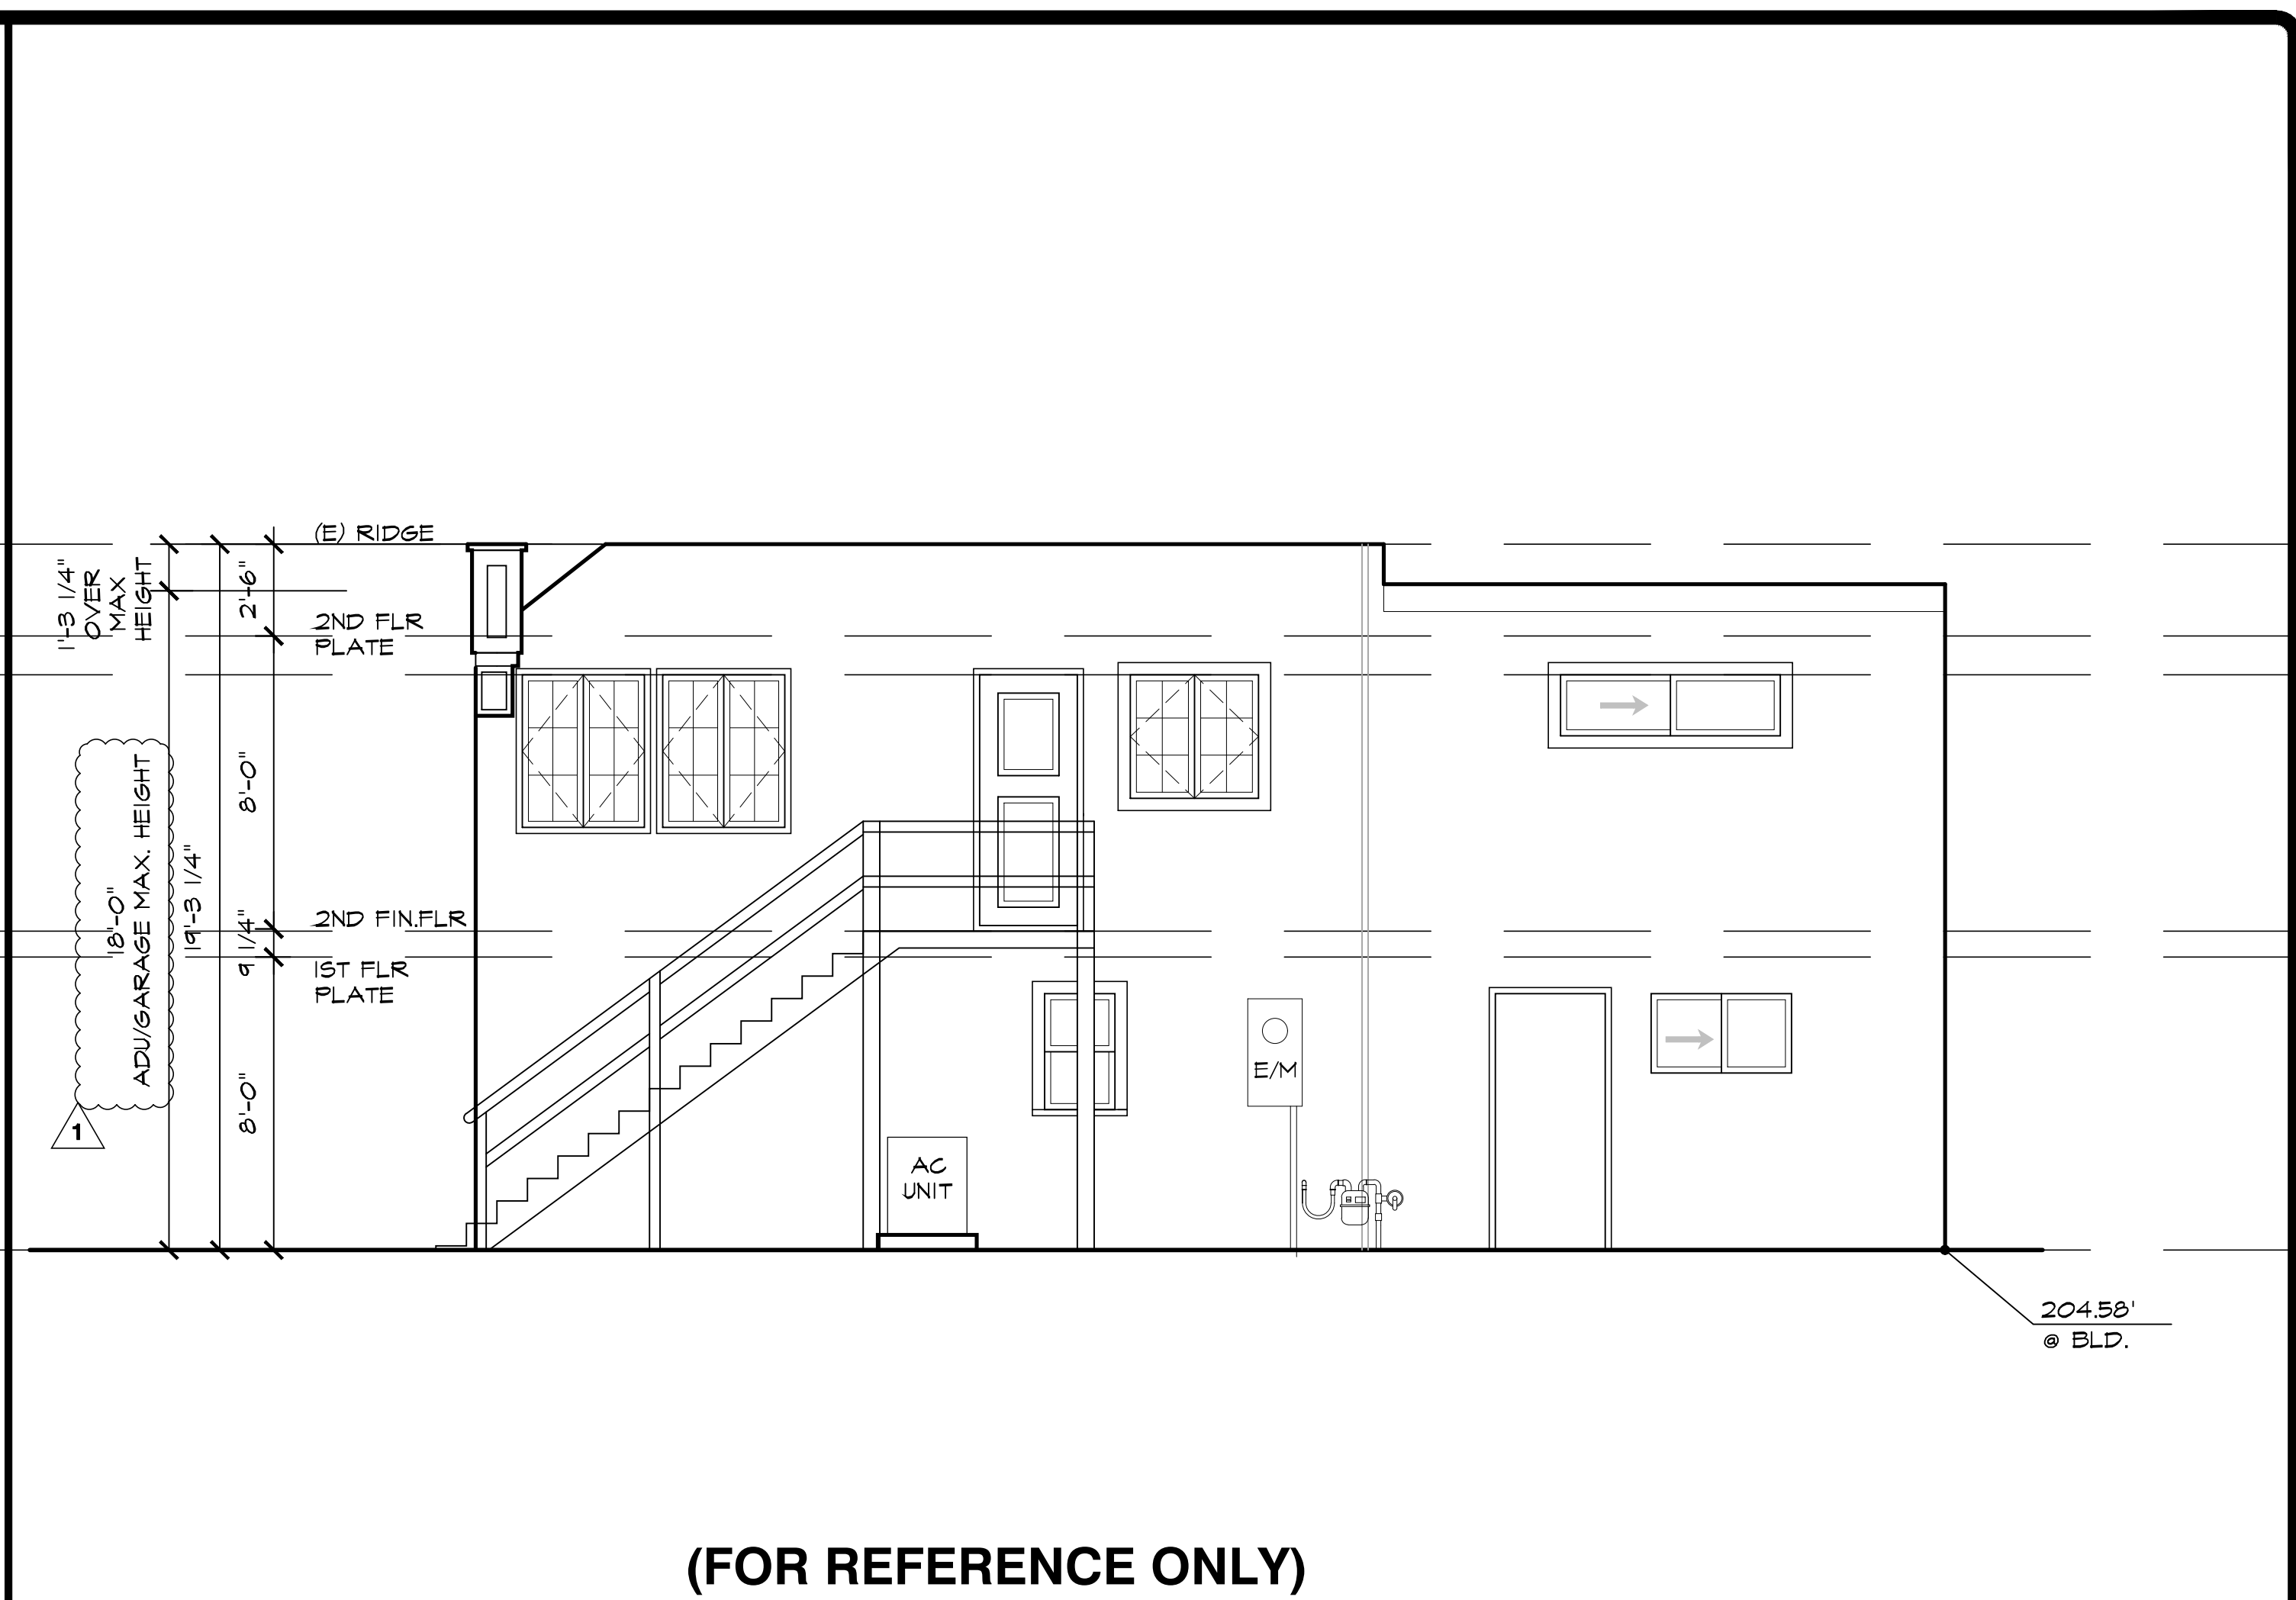 (E) RIDGE
1'-3 1/4"
OVER
MAX
HEIGHT
2'-6"
2ND FLR
PLATE
8'-0"
18'-0"
ADU/GARAGE MAX. HEIGHT
19'-3 1/4"
2ND FIN.FLR
9 1/4"
1ST FLR
PLATE
8'-0"
1
E/M
AC
UNIT
204.58'
@ BLD.
(FOR REFERENCE ONLY)